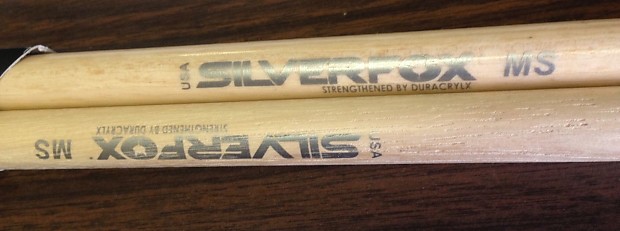 USA SILVERFOX MS
STRENGTHENED BY DURACRYLX
USA SILVERFOX MS
STRENGTHENED BY DURACRYLX